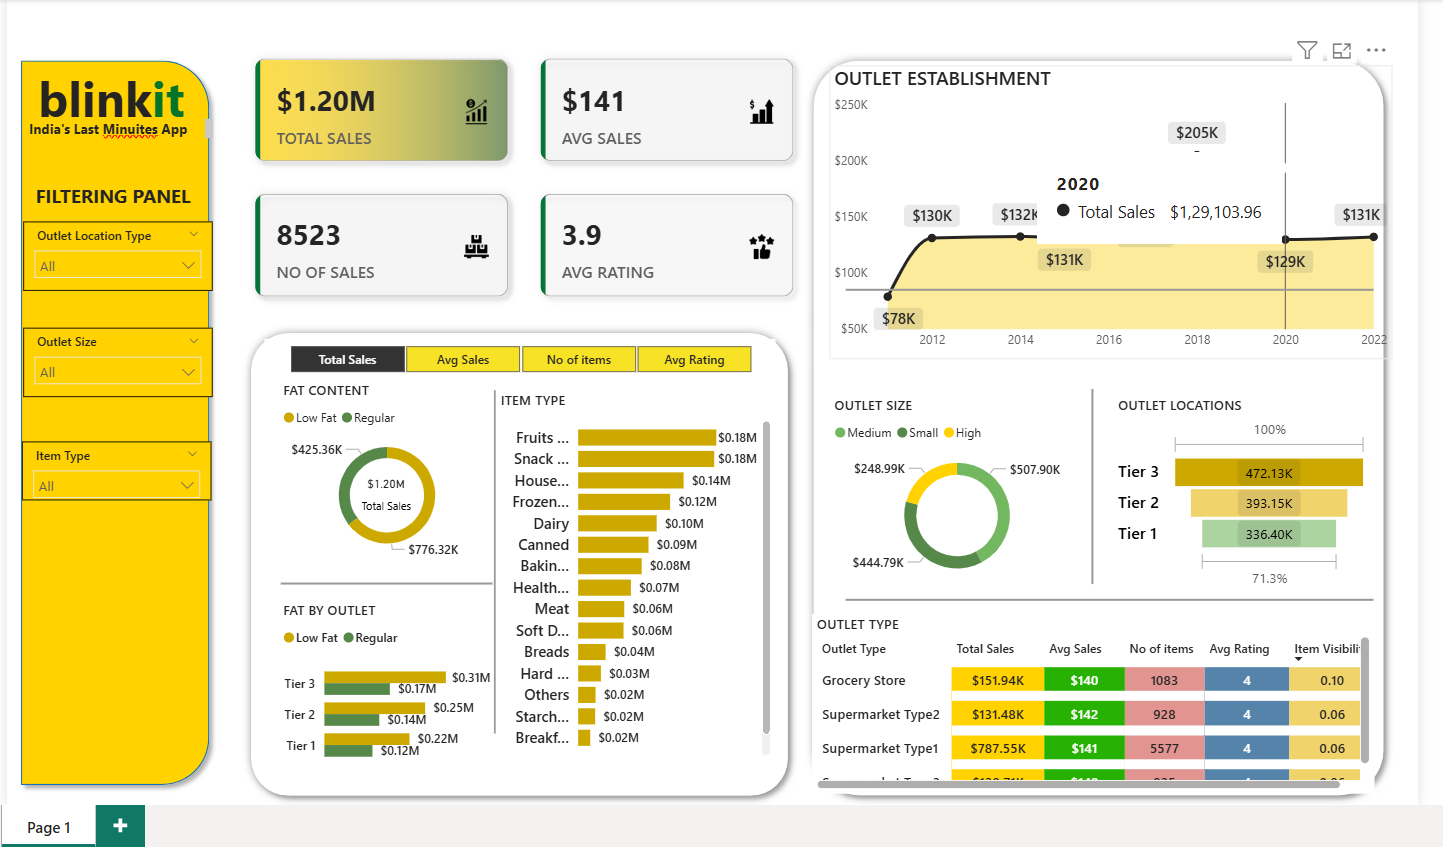 blinkit
India's Last Minuites App
FILTERING PANEL
Outlet Location Type
All
Outlet Size
All
Item Type
All
$1.20M
TOTAL SALES
$141
AVG SALES
8523
NO OF SALES
3.9
AVG RATING
Total Sales
Avg Sales
No of items
Avg Rating
FAT CONTENT
Low Fat
Regular
$425.36K
$1.20M
Total Sales
$776.32K
FAT BY OUTLET
Low Fat
Regular
Tier 3
$0.31M
$0.17M
Tier 2
$0.25M
$0.14M
Tier 1
$0.22M
$0.12M
ITEM TYPE
Fruits ... $0.18M
Snack ... $0.18M
House... $0.14M
Frozen... $0.12M
Dairy $0.10M
Canned $0.09M
Bakin... $0.08M
Health... $0.07M
Meat $0.06M
Soft D... $0.06M
Breads $0.04M
Hard ... $0.03M
Others $0.02M
Starch... $0.02M
Breakf... $0.02M
OUTLET ESTABLISHMENT
$250K
$200K
$150K
$100K
$50K
$78K
$130K
$132K
$131K
$205K
$129K
$131K
2020
Total Sales $1,29,103.96
2012 2014 2016 2018 2020 2022
OUTLET SIZE
Medium
Small
High
$248.99K
$507.90K
$444.79K
OUTLET LOCATIONS
100%
Tier 3 472.13K
Tier 2 393.15K
Tier 1 336.40K
71.3%
OUTLET TYPE
Outlet Type Total Sales Avg Sales No of items Avg Rating Item Visibili
Grocery Store $151.94K $140 1083 4 0.10
Supermarket Type2 $131.48K $142 928 4 0.06
Supermarket Type1 $787.55K $141 5577 4 0.06
Page 1
+